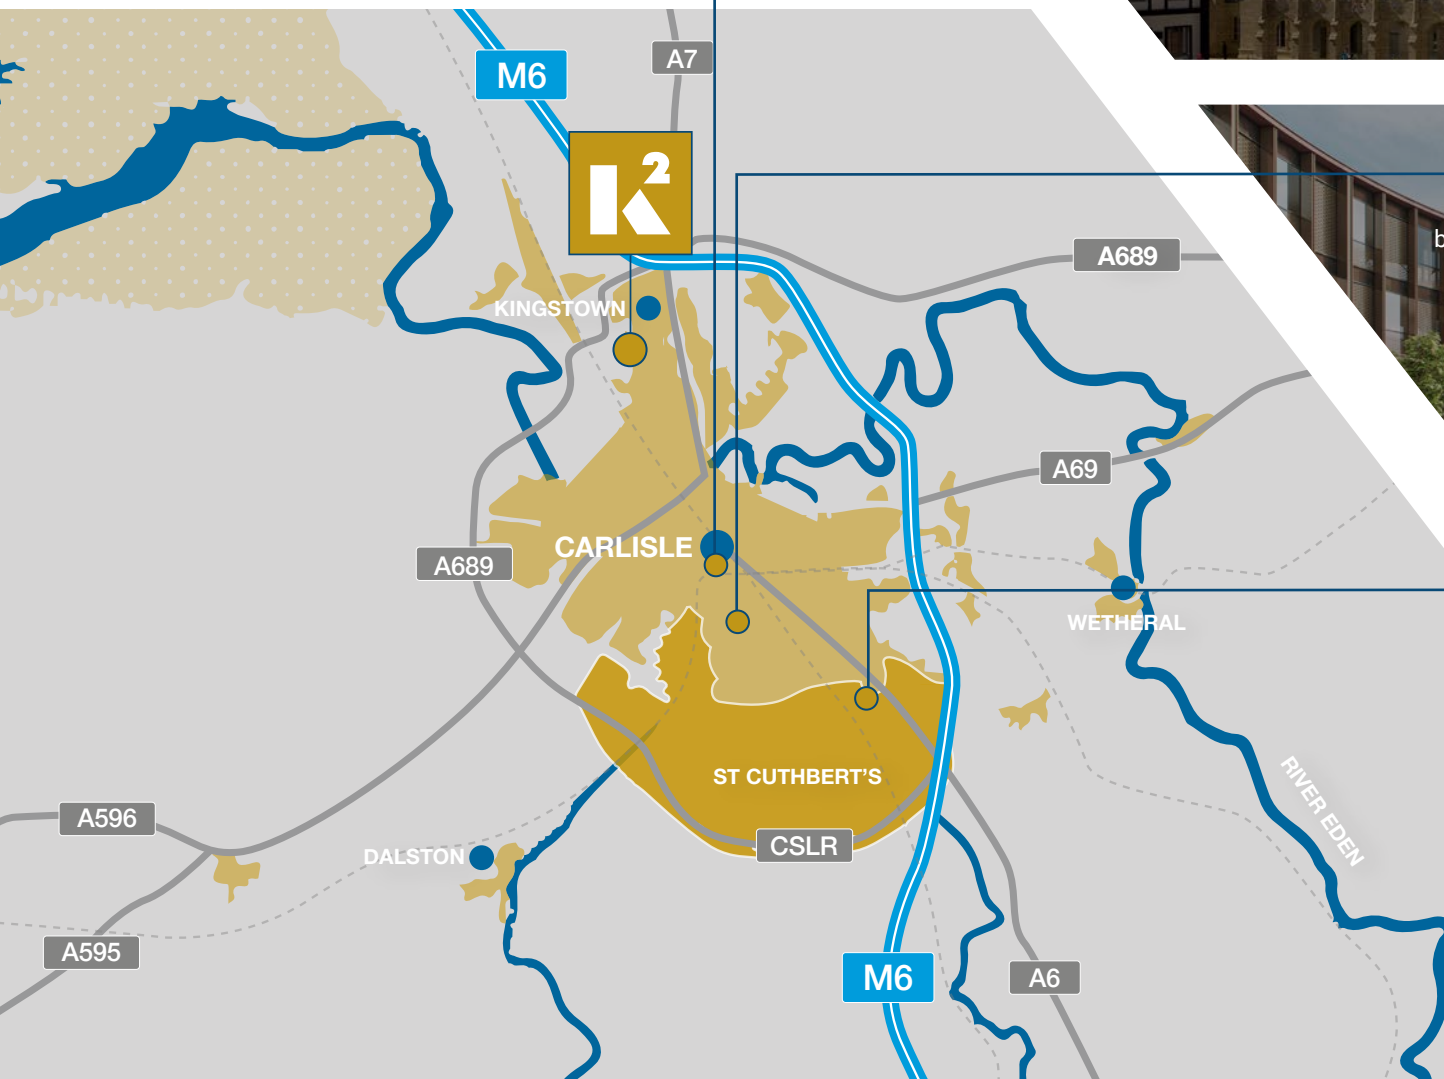 A7
M6
K²
A689
KINGSTOWN
A69
CARLISLE
A689
WETHERAL
ST CUTHBERT'S
RIVER EDEN
A596
CSLR
DALSTON
A595
M6
A6